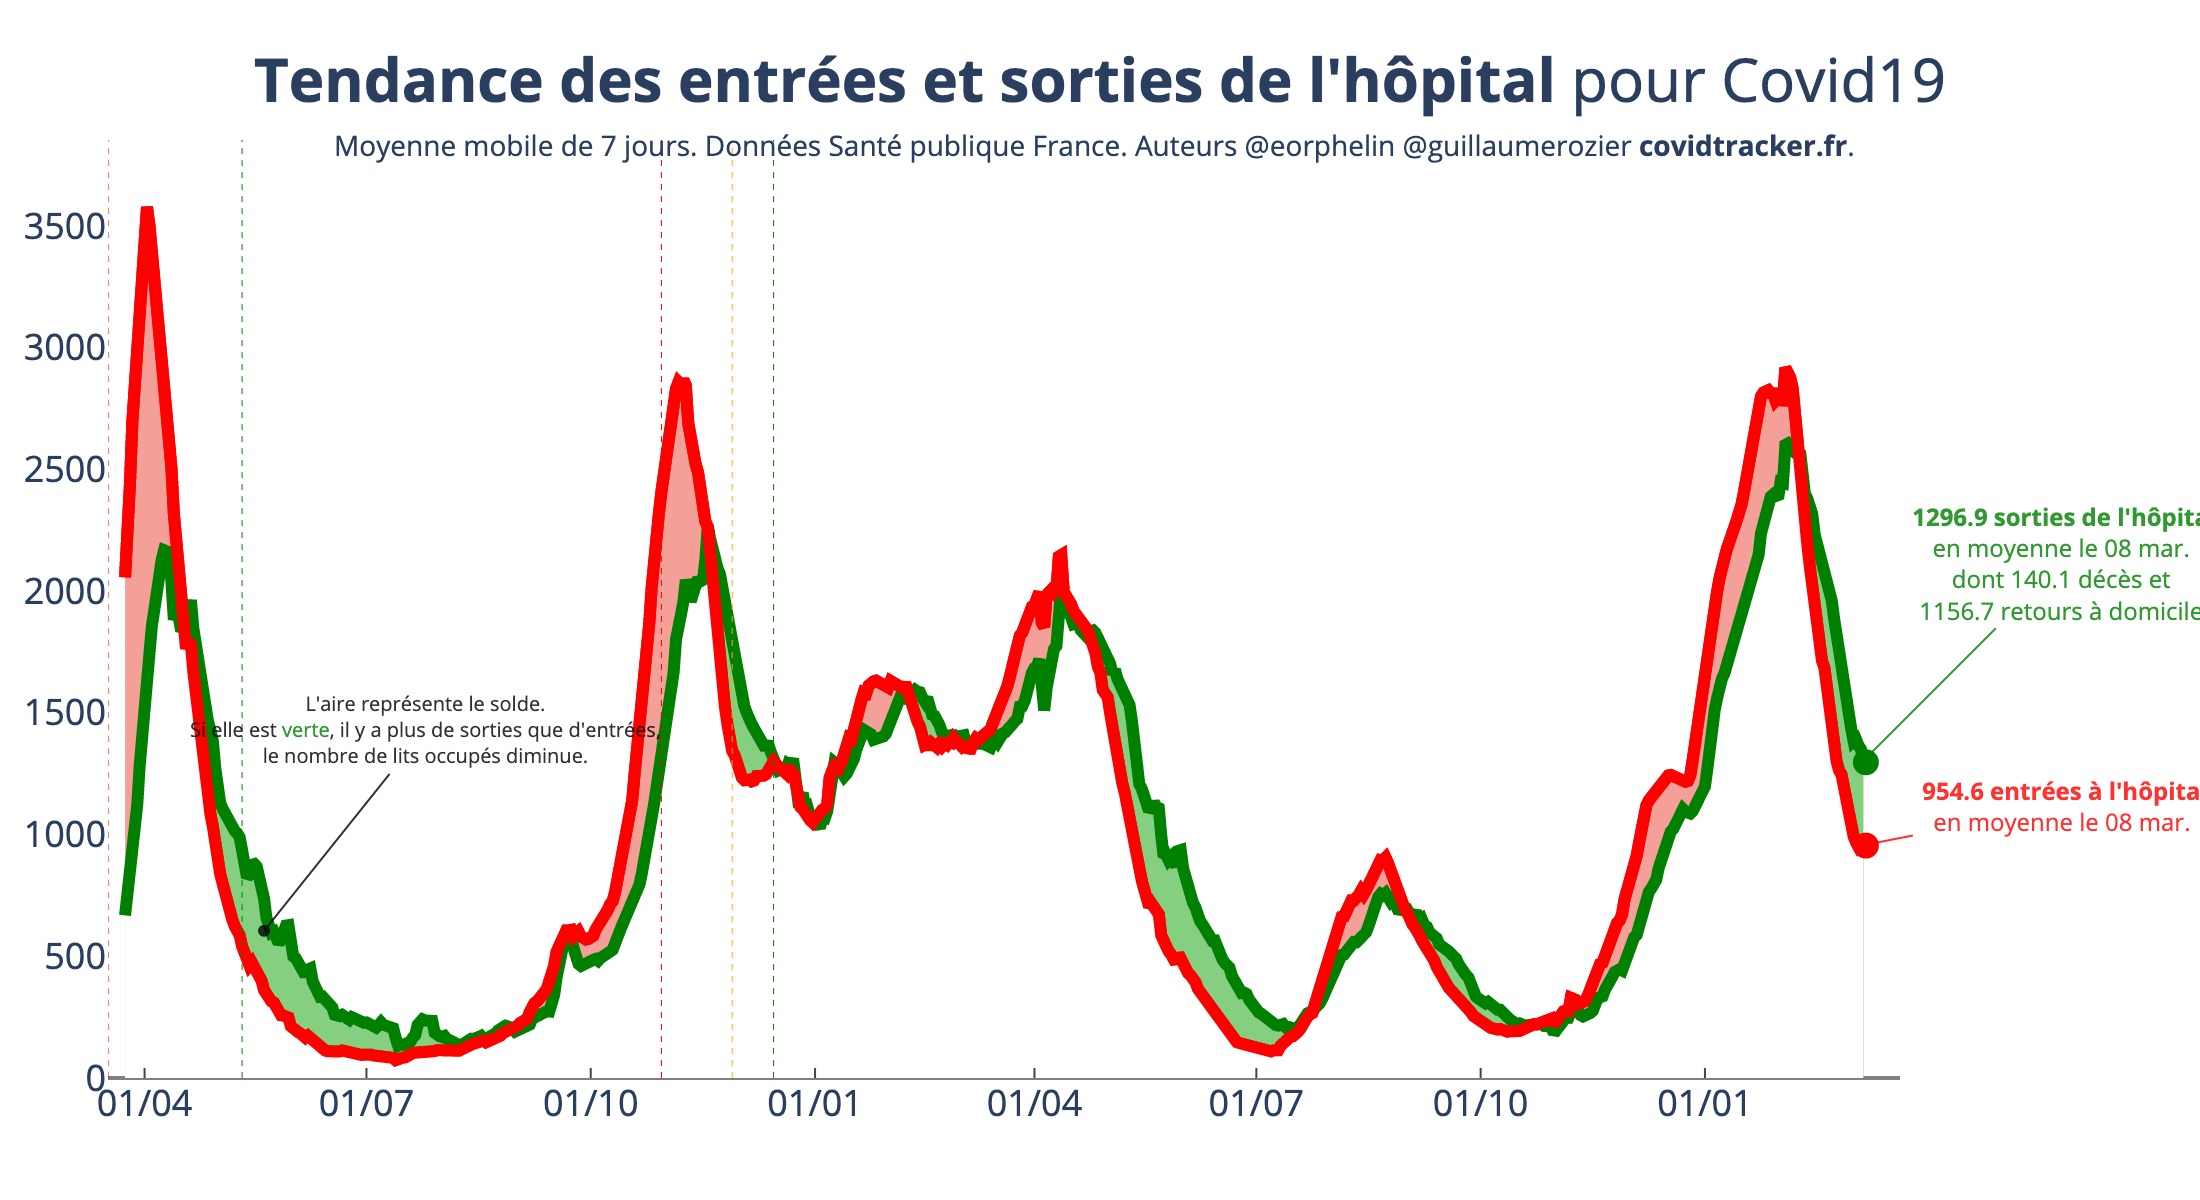 Tendance des entrées et sorties de l'hôpital pour Covid19
Moyenne mobile de 7 jours. Données Santé publique France. Auteurs @eorphelin @guillaumerozier covidtracker.fr.
3500
3000
2500
2000
1500
1000
500
0
L'aire représente le solde.
Si elle est verte, il y a plus de sorties que d'entrées,
le nombre de lits occupés diminue.
1296.9 sorties de l'hôpita
en moyenne le 08 mar.
dont 140.1 décès et
1156.7 retours à domicile
954.6 entrées à l'hôpita
en moyenne le 08 mar.
01/04
01/07
01/10
01/01
01/04
01/07
01/10
01/01